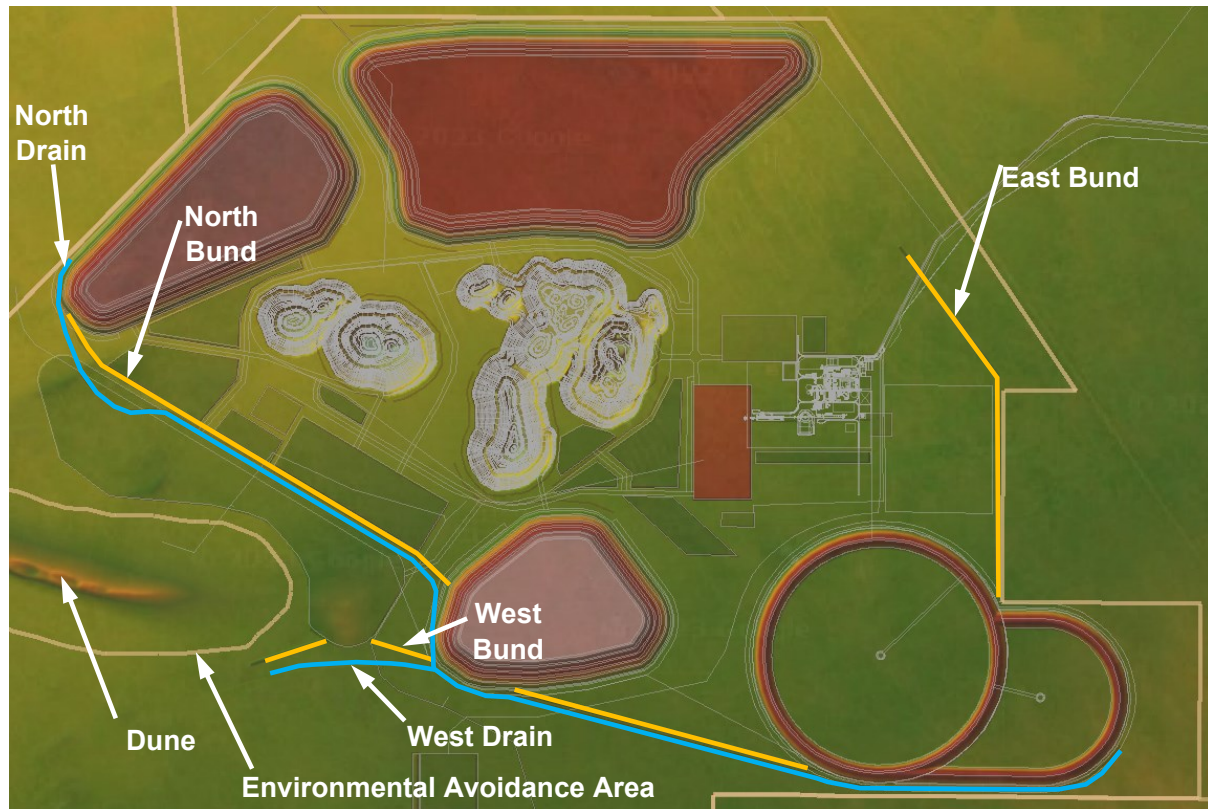 North
Drain
North
Bund
East Bund
West
Bund
West Drain
Dune
Environmental Avoidance Area